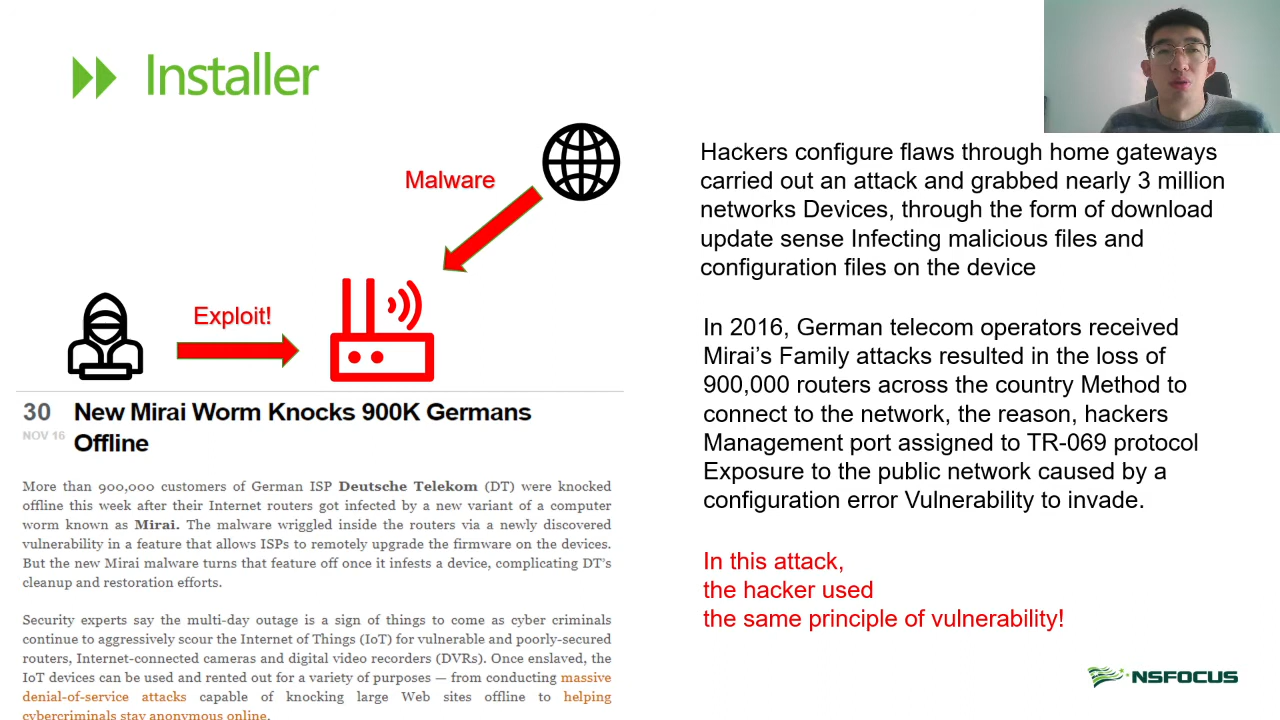 Installer
Malware
Exploit!
30
NOV 16
New Mirai Worm Knocks 900K Germans
Offline
More than 900,000 customers of German ISP Deutsche Telekom (DT) were knocked
offline this week after their Internet routers got infected by a new variant of a computer
worm known as Mirai. The malware wriggled inside the routers via a newly discovered
vulnerability in a feature that allows ISPs to remotely upgrade the firmware on the devices.
But the new Mirai malware turns that feature off once it infests a device, complicating DT's
cleanup and restoration efforts.
Security experts say the multi-day outage is a sign of things to come as cyber criminals
continue to aggressively scour the Internet of Things (IoT) for vulnerable and poorly-secured
routers, Internet-connected cameras and digital video recorders (DVRs). Once enslaved, the
IoT devices can be used and rented out for a variety of purposes — from conducting massive
denial-of-service attacks capable of knocking large Web sites offline to helping
cybercriminals stay anonymous online.
Hackers configure flaws through home gateways
carried out an attack and grabbed nearly 3 million
networks Devices, through the form of download
update sense Infecting malicious files and
configuration files on the device
In 2016, German telecom operators received
Mirai's Family attacks resulted in the loss of
900,000 routers across the country Method to
connect to the network, the reason, hackers
Management port assigned to TR-069 protocol
Exposure to the public network caused by a
configuration error Vulnerability to invade.
In this attack,
the hacker used
the same principle of vulnerability!
NSFOCUS